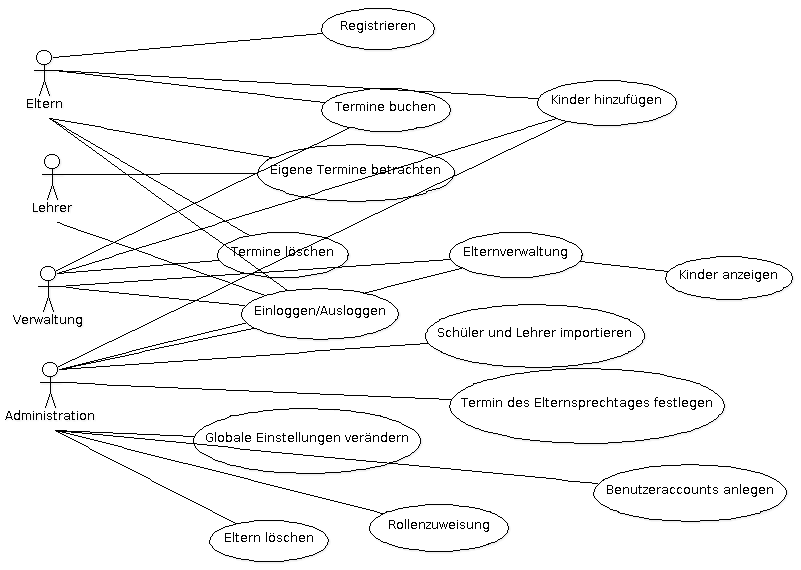 Registrieren
Eltern
Termine buchen
Kinder hinzufügen
Eigene Termine betrachten
Lehrer
Termine löschen
Elternverwaltung
Kinder anzeigen
Verwaltung
Einloggen/Ausloggen
Schüler und Lehrer importieren
Administration
Termin des Elternsprechtages festlegen
Globale Einstellungen verändern
Benutzeraccounts anlegen
Rollenzuweisung
Eltern löschen